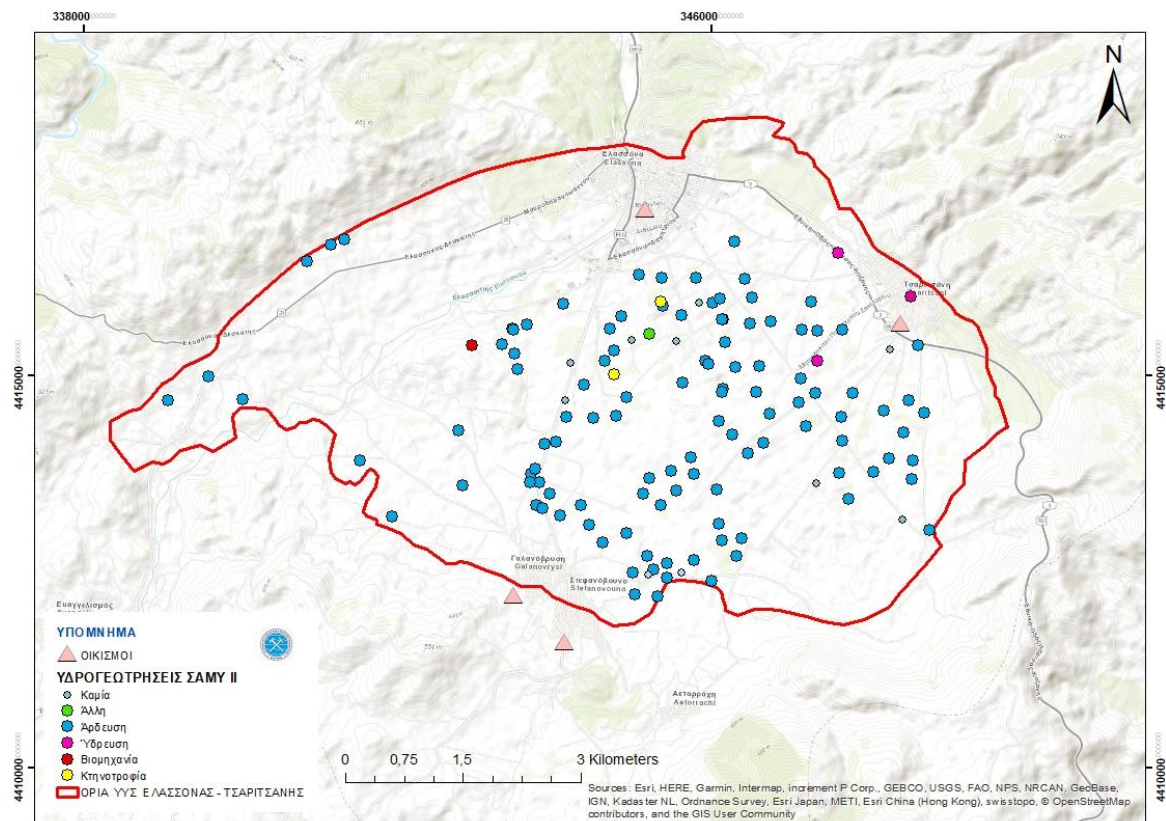 338000
346000
N
Ελασσόνα
Elassona
Τσαριτσάνη
4415000
4415000
Γαλανόβρυση
Galanovrysi
Στεφανόβουνο
Stefanovouno
Ευαγγελισμός
Αετορράχη
Aetorrachi
ΥΠΟΜΝΗΜΑ
ΟΙΚΙΣΜΟΙ
ΥΔΡΟΓΕΩΤΡΗΣΕΙΣ ΣΑΜΥ ΙΙ
Καμία
Άλλη
Άρδευση
Ύδρευση
Βιομηχανία
Κτηνοτροφία
ΟΡΙΑ ΥΥΣ ΕΛΑΣΣΟΝΑΣ - ΤΣΑΡΙΤΣΑΝΗΣ
0 0,75 1,5 3 Kilometers
4410000
4410000
Sources: Esri, HERE, Garmin, Intermap, increment P Corp., GEBCO, USGS, FAO, NPS, NRCAN, GeoBase,
IGN, Kadaster NL, Ordnance Survey, Esri Japan, METI, Esri China (Hong Kong), swisstopo, © OpenStreetMap
contributors, and the GIS User Community